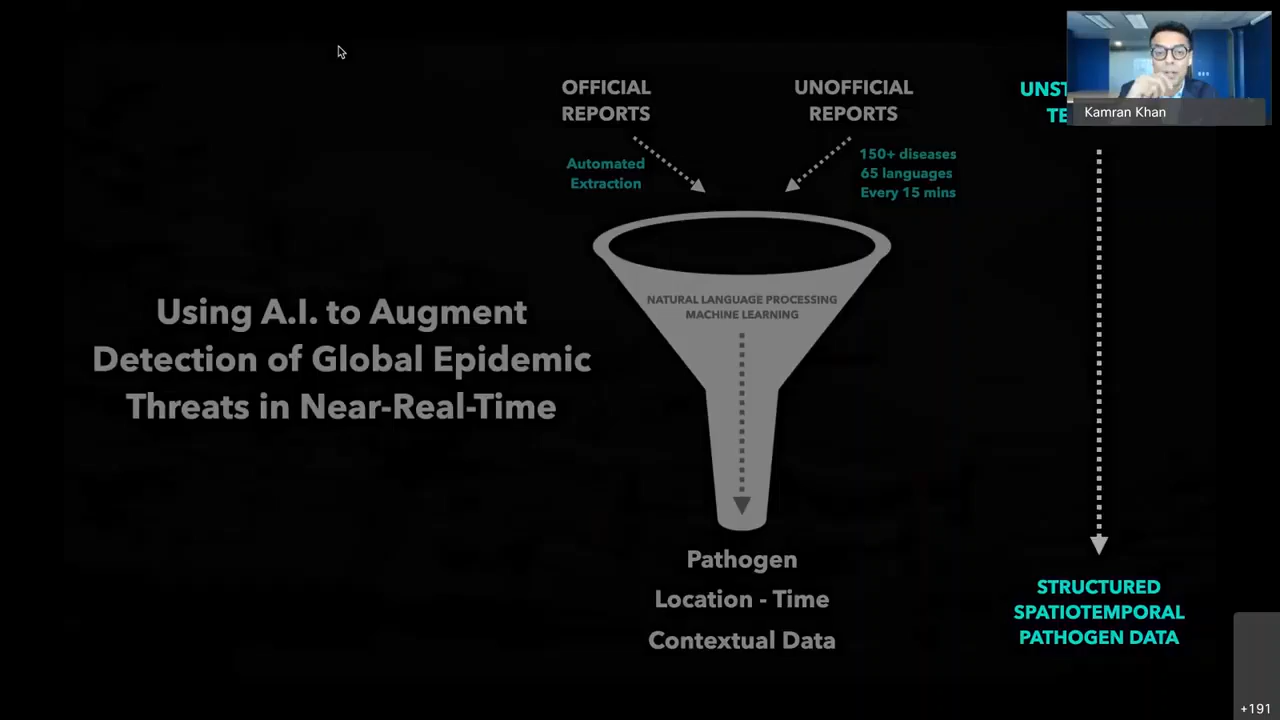 OFFICIAL
REPORTS
UNOFFICIAL
REPORTS
Kamran Khan
Automated
Extraction
150+ diseases
65 languages
Every 15 mins
NATURAL LANGUAGE PROCESSING
MACHINE LEARNING
Using A.I. to Augment
Detection of Global Epidemic
Threats in Near-Real-Time
Pathogen
Location - Time
Contextual Data
STRUCTURED
SPATIOTEMPORAL
PATHOGEN DATA
+191